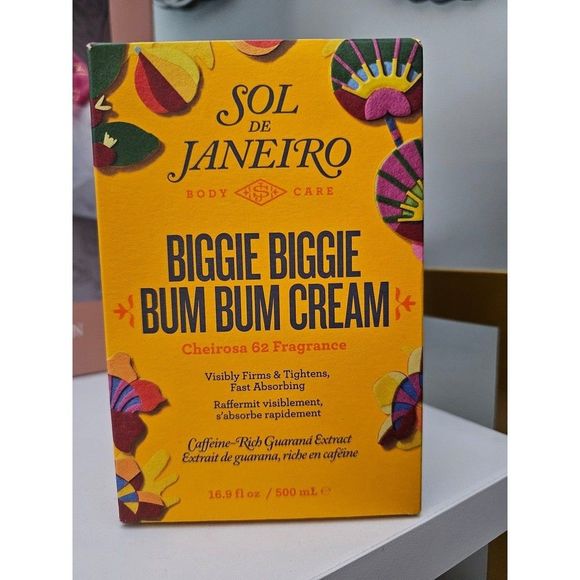 SOL
DE
JANEIRO
BODY CARE
BIGGIE BIGGIE
BUM BUM CREAM
Cheirosa 62 Fragrance
Visibly Firms & Tightens,
Fast Absorbing
Raffermit visiblement,
s'absorbe rapidement
Caffeine-Rich Guaraná Extract
Extrait de guarana, riche en caféine
16.9 fl oz / 500 mL ℮